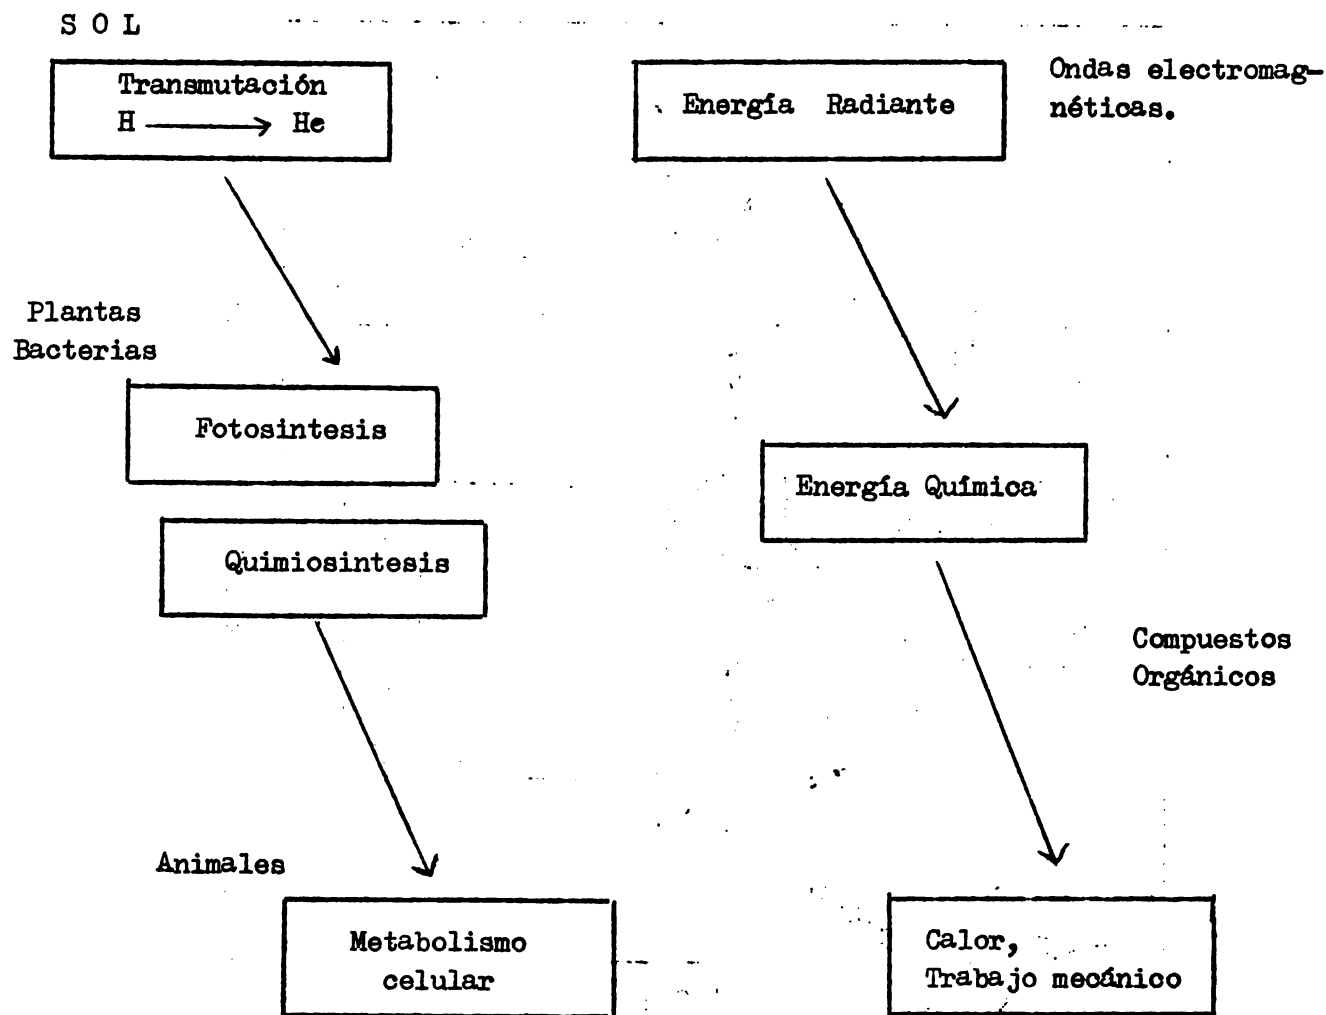 S O L
Transmutación
H ⟶ He
Energía Radiante
Ondas electromag-
néticas.
Plantas
Bacterias
Fotosintesis
Energía Química
Quimiosintesis
Compuestos
Orgánicos
Animales
Metabolismo
celular
Calor,
Trabajo mecánico